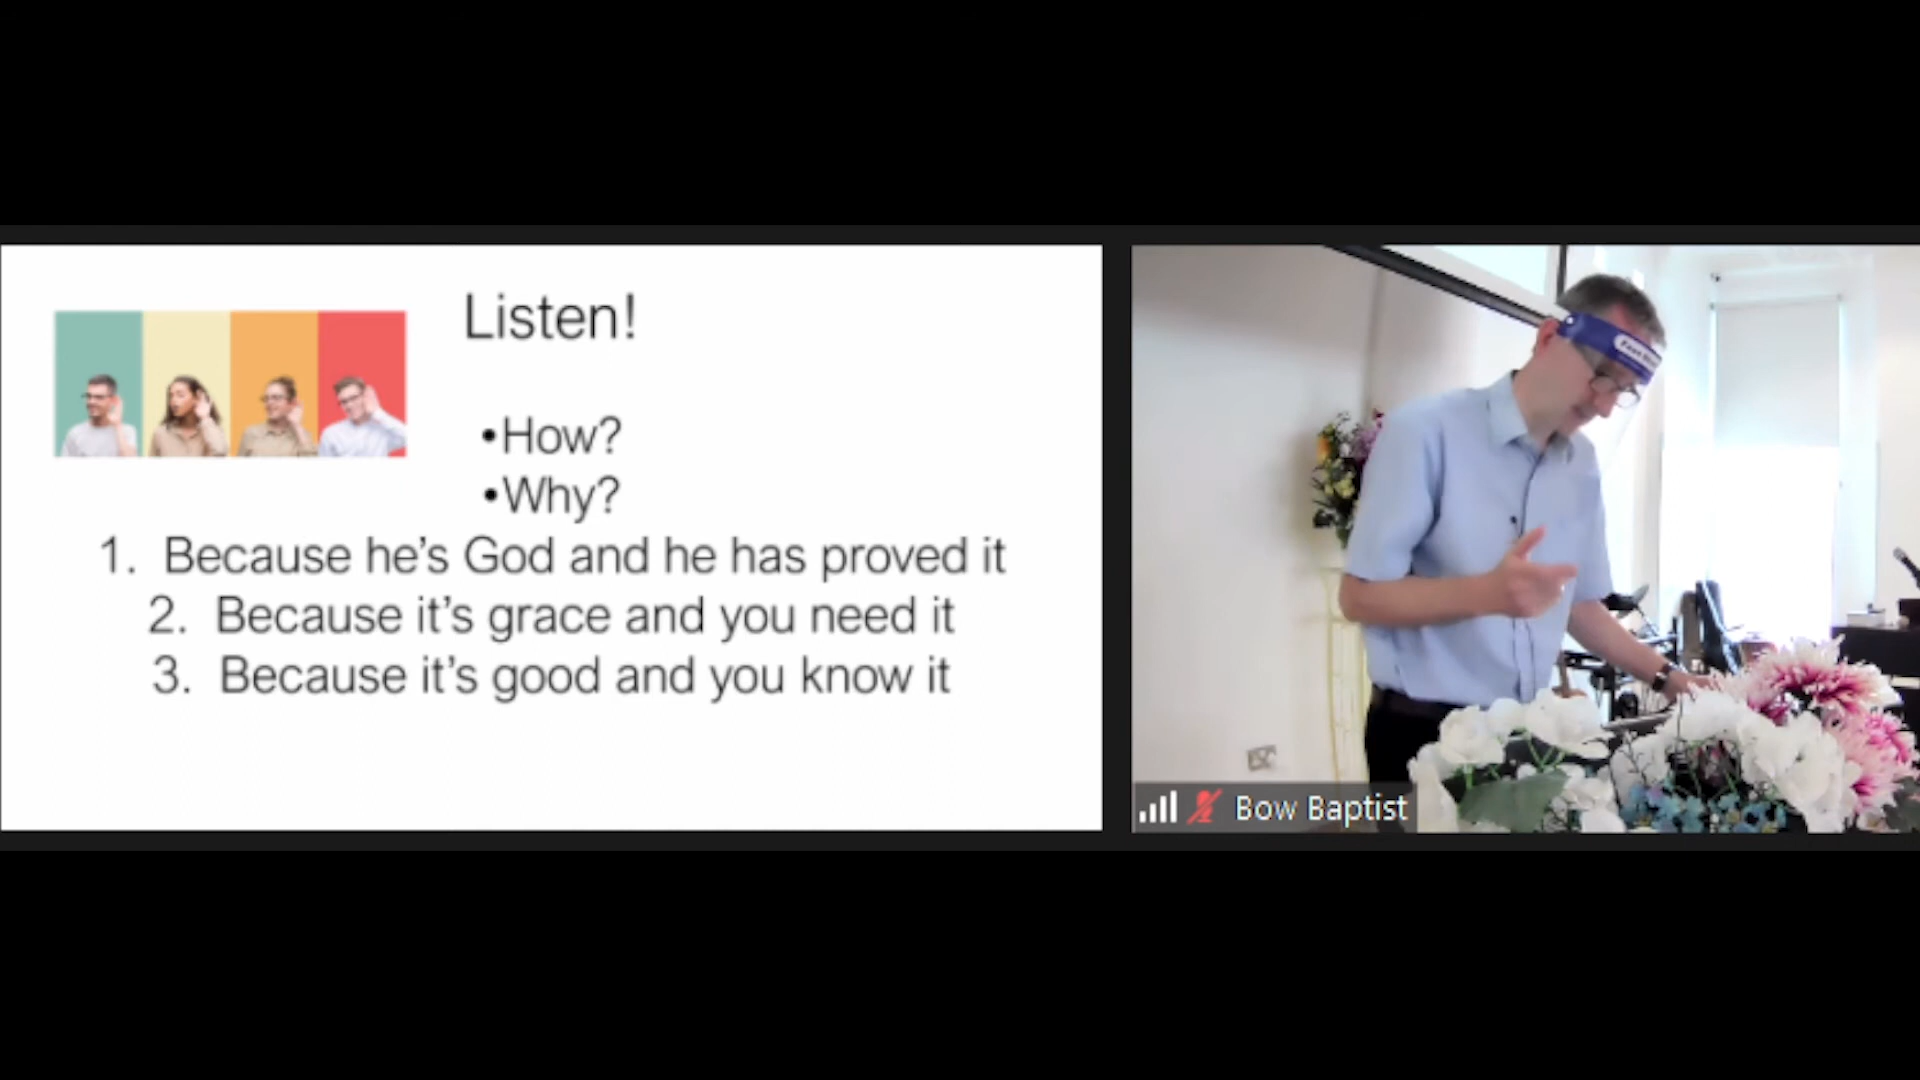 Listen!
•How?
•Why?
1. Because he's God and he has proved it
2. Because it's grace and you need it
3. Because it's good and you know it
Bow Baptist